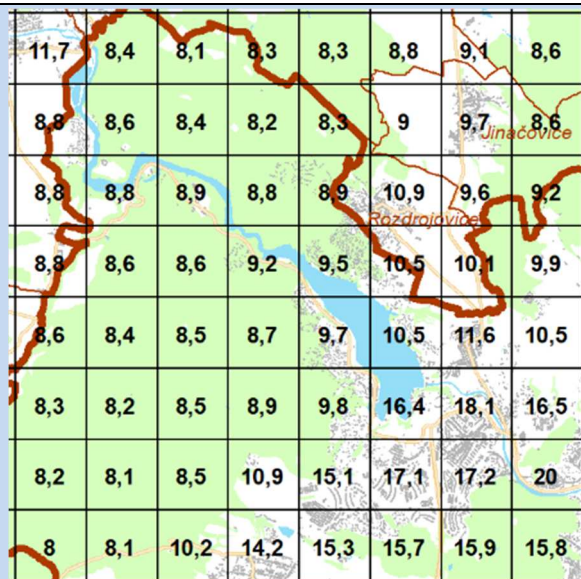 11,7 8,4 8,1 8,3 8,3 8,8 9,1 8,6
8,8 8,6 8,4 8,2 8,3 9 9,7 8,6
Jinačovice
8,8 8,8 8,9 8,8 8,9 10,9 9,6 9,2
Rozdrojovice
8,8 8,6 8,6 9,2 9,5 10,5 10,1 9,9
8,6 8,4 8,5 8,7 9,7 10,5 11,6 10,5
8,3 8,2 8,5 8,9 9,8 16,4 18,1 16,5
8,2 8,1 8,5 10,9 15,1 17,1 17,2 20
8 8,1 10,2 14,2 15,3 15,7 15,9 15,8